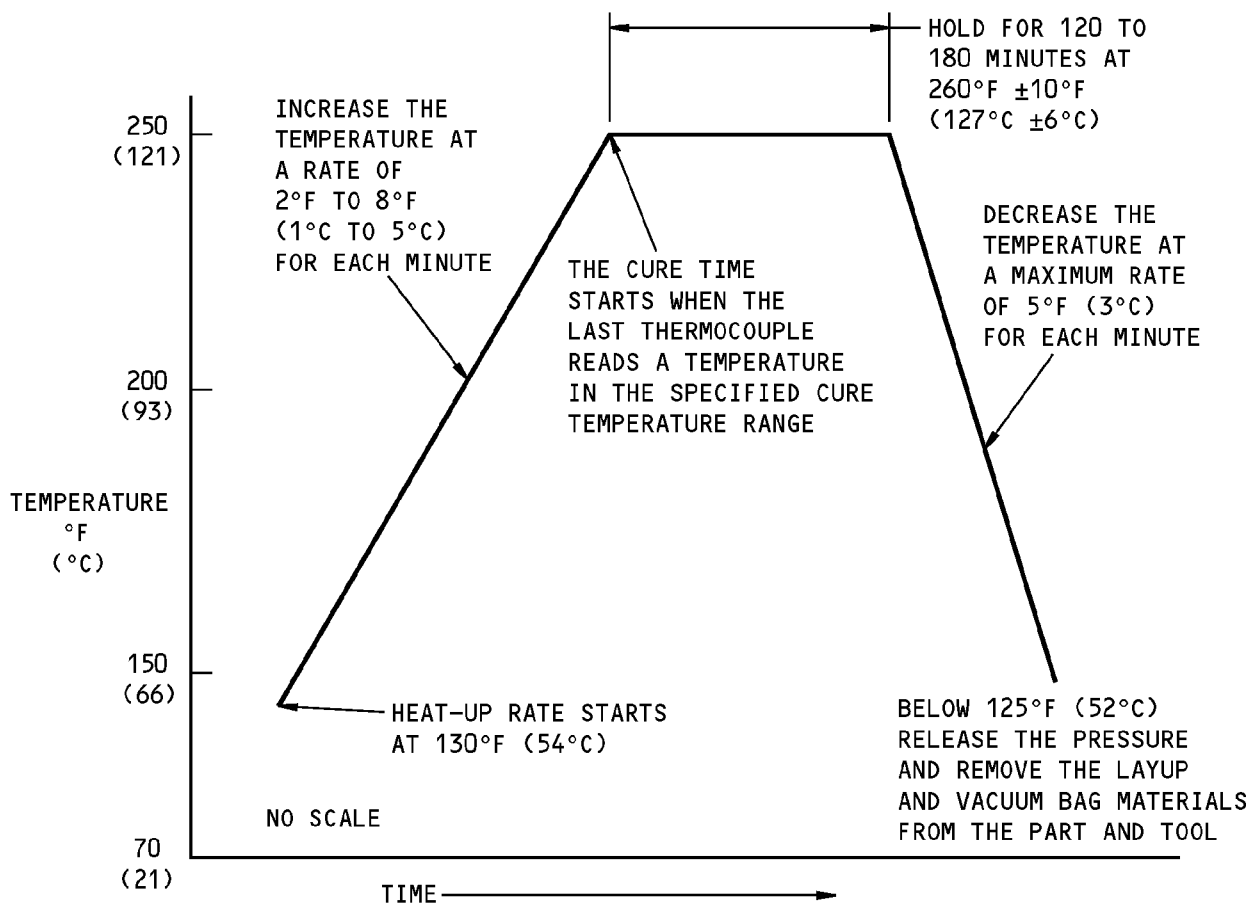 HOLD FOR 120 TO
180 MINUTES AT
260°F ±10°F
(127°C ±6°C)
INCREASE THE
TEMPERATURE AT
A RATE OF
2°F TO 8°F
(1°C TO 5°C)
FOR EACH MINUTE
250
(121)
THE CURE TIME
STARTS WHEN THE
LAST THERMOCOUPLE
READS A TEMPERATURE
IN THE SPECIFIED CURE
TEMPERATURE RANGE
DECREASE THE
TEMPERATURE AT
A MAXIMUM RATE
OF 5°F (3°C)
FOR EACH MINUTE
200
(93)
TEMPERATURE
°F
(°C)
150
(66)
HEAT-UP RATE STARTS
AT 130°F (54°C)
BELOW 125°F (52°C)
RELEASE THE PRESSURE
AND REMOVE THE LAYUP
AND VACUUM BAG MATERIALS
FROM THE PART AND TOOL
NO SCALE
70
(21)
TIME